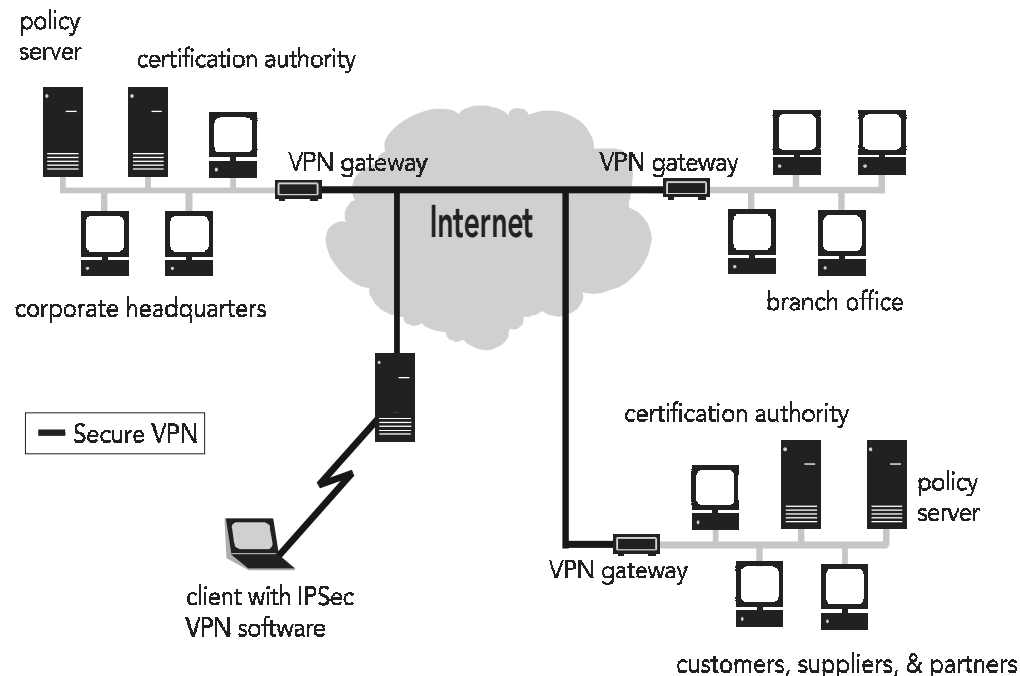 policy
server
certification authority
VPN gateway
VPN gateway
Internet
corporate headquarters
branch office
Secure VPN
certification authority
policy
server
VPN gateway
client with IPSec
VPN software
customers, suppliers, & partners